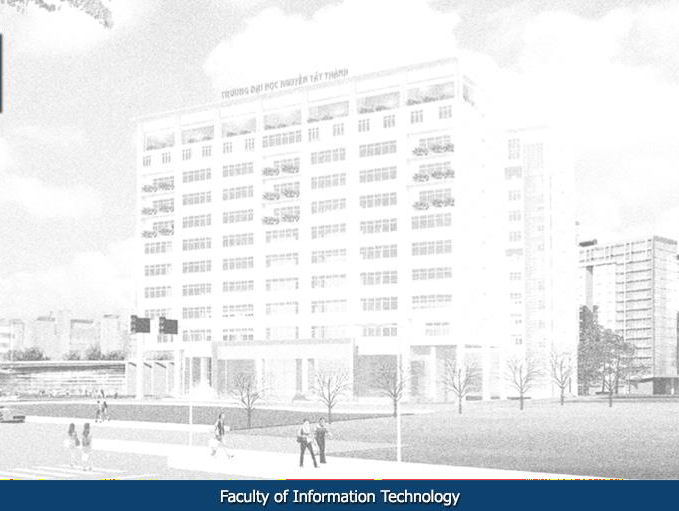 TRƯỜNG ĐẠI HỌC NGUYỄN TẤT THÀNH
Faculty of Information Technology